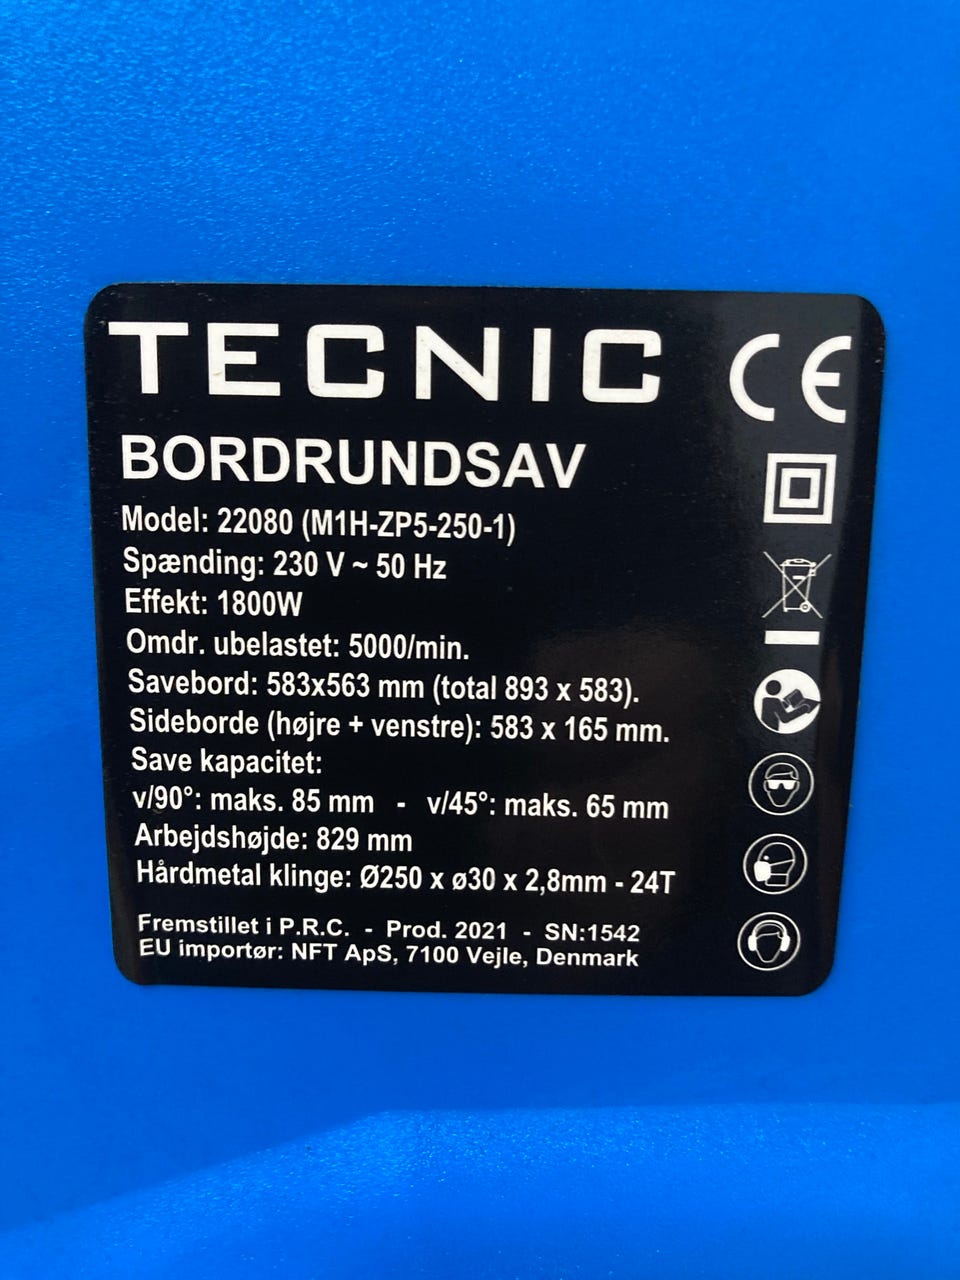 TECNIC CE
BORDRUNDSAV
Model: 22080 (M1H-ZP5-250-1)
Spænding: 230 V ~ 50 Hz
Effekt: 1800W
Omdr. ubelastet: 5000/min.
Savebord: 583x563 mm (total 893 x 583).
Sideborde (højre + venstre): 583 x 165 mm.
Save kapacitet:
v/90°: maks. 85 mm - v/45°: maks. 65 mm
Arbejdshøjde: 829 mm
Hårdmetal klinge: Ø250 x ø30 x 2,8mm - 24T
Fremstillet i P.R.C. - Prod. 2021 - SN:1542
EU importør: NFT ApS, 7100 Vejle, Denmark